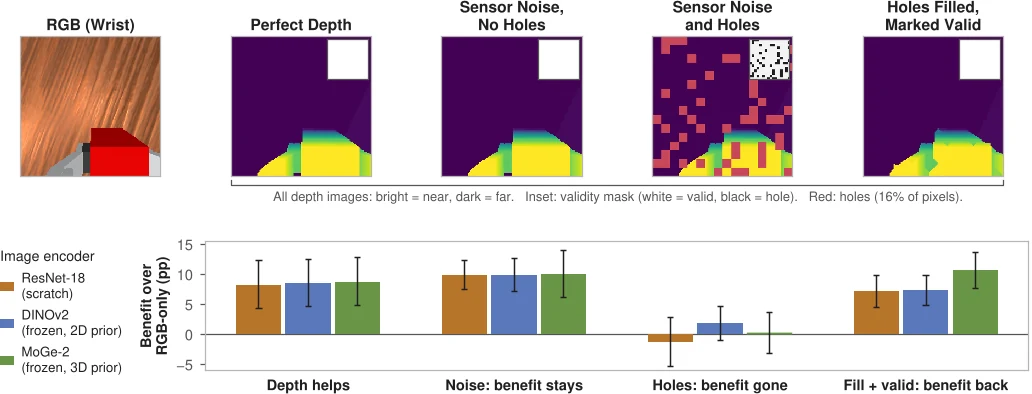 RGB (Wrist)
Perfect Depth
Sensor Noise,
No Holes
Sensor Noise
and Holes
Holes Filled,
Marked Valid
All depth images: bright = near, dark = far.   Inset: validity mask (white = valid, black = hole).   Red: holes (16% of pixels).
Image encoder
ResNet-18
(scratch)
DINOv2
(frozen, 2D prior)
MoGe-2
(frozen, 3D prior)
Benefit over
RGB-only (pp)
15
10
5
0
−5
Depth helps
Noise: benefit stays
Holes: benefit gone
Fill + valid: benefit back